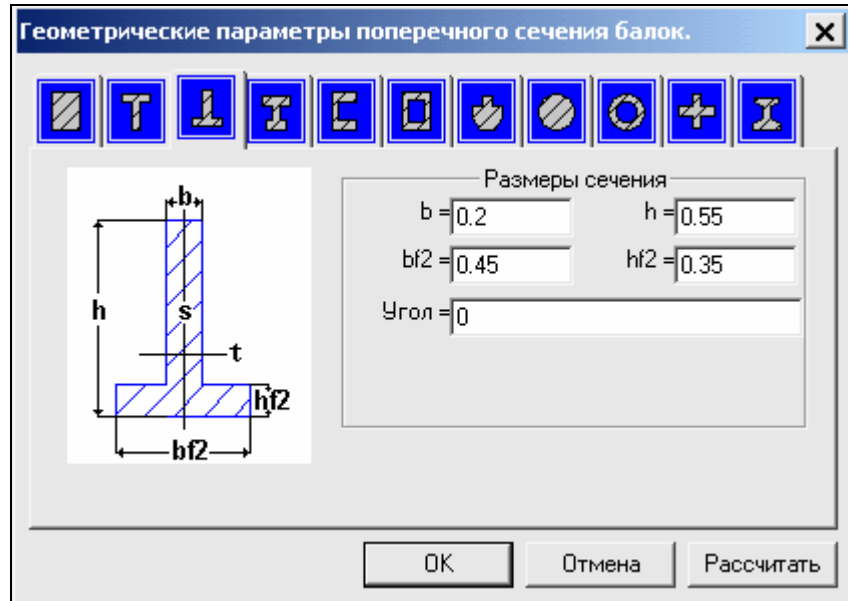 Геометрические параметры поперечного сечения балок.
Размеры сечения
b = 0.2 h = 0.55
bf2 = 0.45 hf2 = 0.35
Угол = 0
b
h
s
t
hf2
bf2
OK Отмена Рассчитать